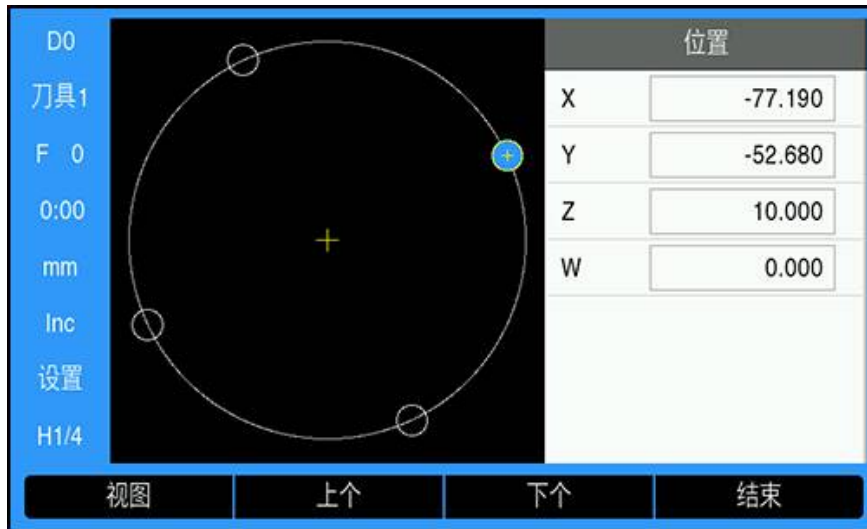 D0
刀具1
F 0
0:00
mm
Inc
设置
H1/4
位置
X -77.190
Y -52.680
Z 10.000
W 0.000
视图 上个 下个 结束